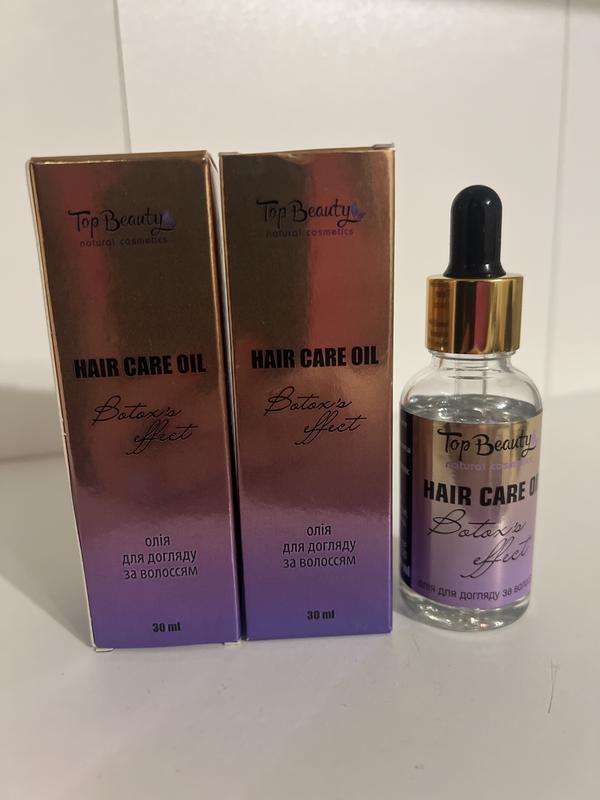 Top Beauty
natural cosmetics
HAIR CARE OIL
Botox's
effect
олія
для догляду
за волоссям
30 ml
Top Beauty
natural cosmetics
HAIR CARE OIL
Botox's
effect
олія
для догляду
за волоссям
30 ml
Top Beauty
natural cosmetics
HAIR CARE
Botox's
effect
олія для догляду за